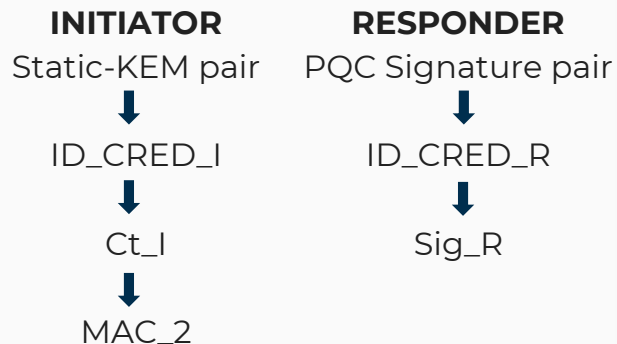 INITIATOR RESPONDER
Static-KEM pair PQC Signature pair
ID_CRED_I ID_CRED_R
Ct_I Sig_R
MAC_2